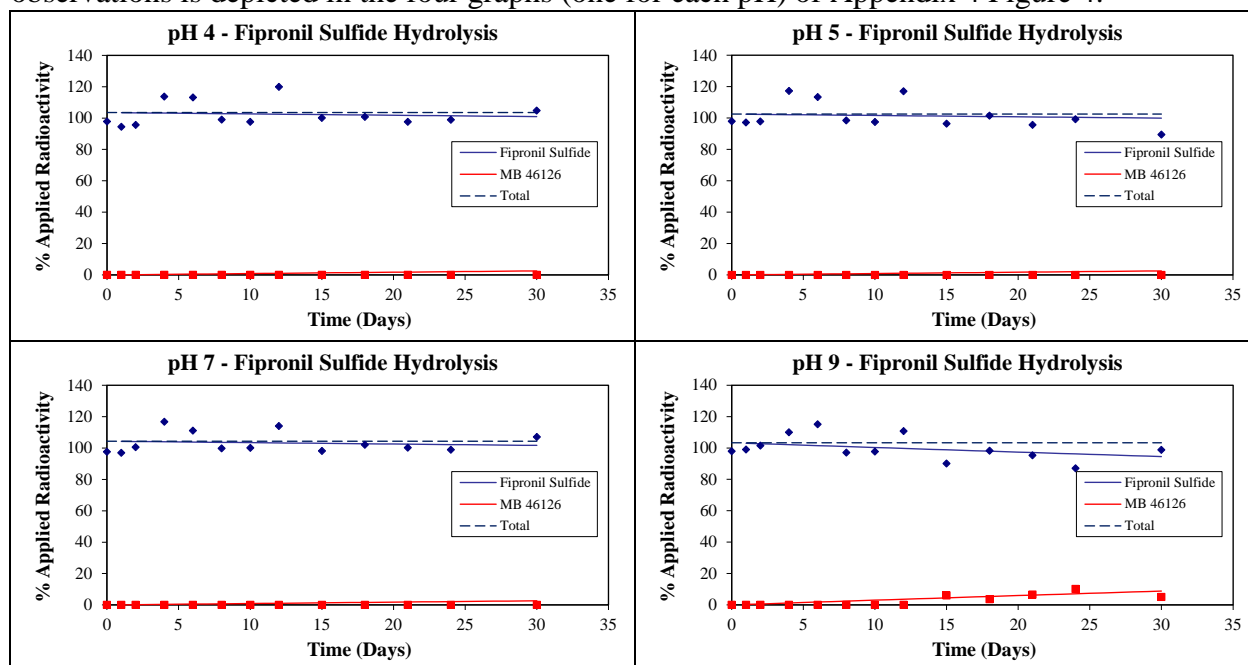 observations is depicted in the four graphs (one for each pH) of Appendix 4 Figure 4.
pH 4 - Fipronil Sulfide Hydrolysis
% Applied Radioactivity
140
120
100
80
60
40
20
0
Fipronil Sulfide
MB 46126
Total
0 5 10 15 20 25 30 35
Time (Days)
pH 5 - Fipronil Sulfide Hydrolysis
% Applied Radioactivity
140
120
100
80
60
40
20
0
Fipronil Sulfide
MB 46126
Total
0 5 10 15 20 25 30 35
Time (Days)
pH 7 - Fipronil Sulfide Hydrolysis
% Applied Radioactivity
140
120
100
80
60
40
20
0
Fipronil Sulfide
MB 46126
Total
0 5 10 15 20 25 30 35
Time (Days)
pH 9 - Fipronil Sulfide Hydrolysis
% Applied Radioactivity
140
120
100
80
60
40
20
0
Fipronil Sulfide
MB 46126
Total
0 5 10 15 20 25 30 35
Time (Days)